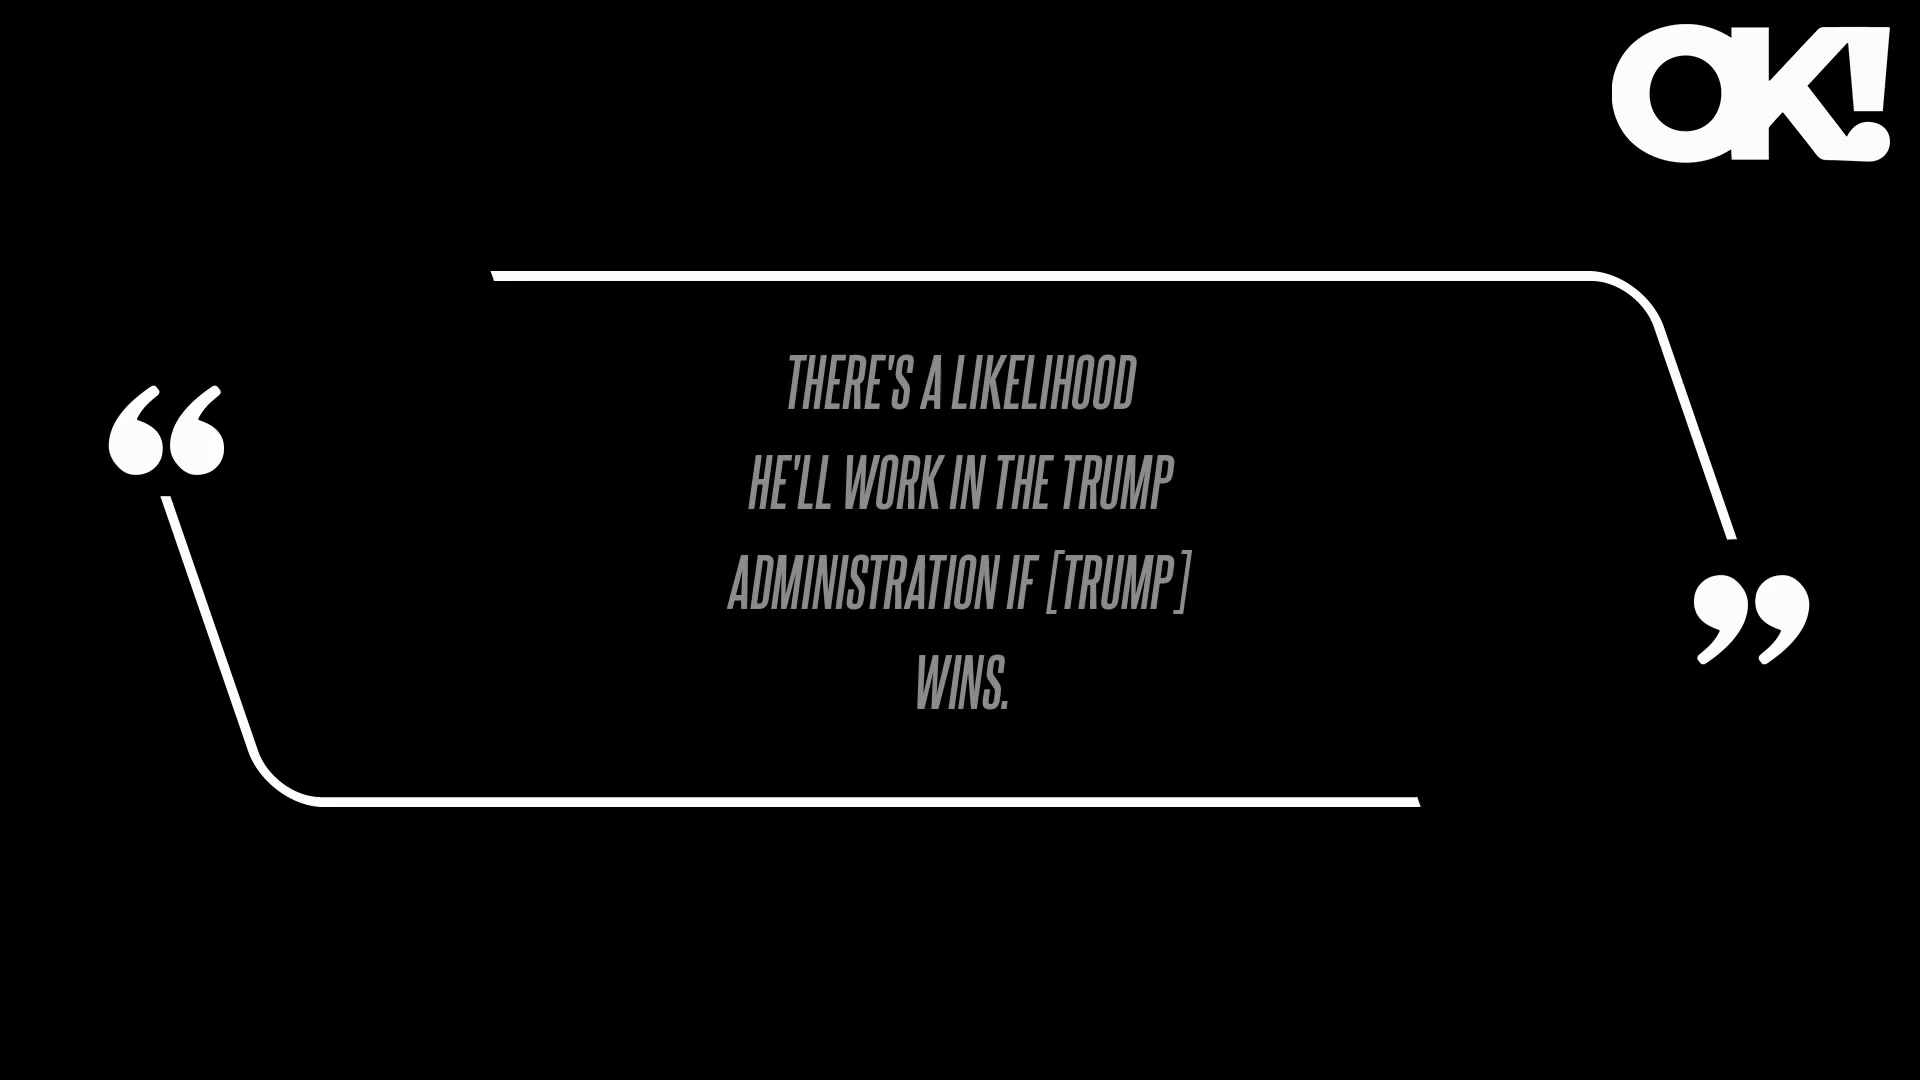 OK!
“
THERE'S A LIKELIHOOD
HE'LL WORK IN THE TRUMP
ADMINISTRATION IF [TRUMP]
WINS.
”